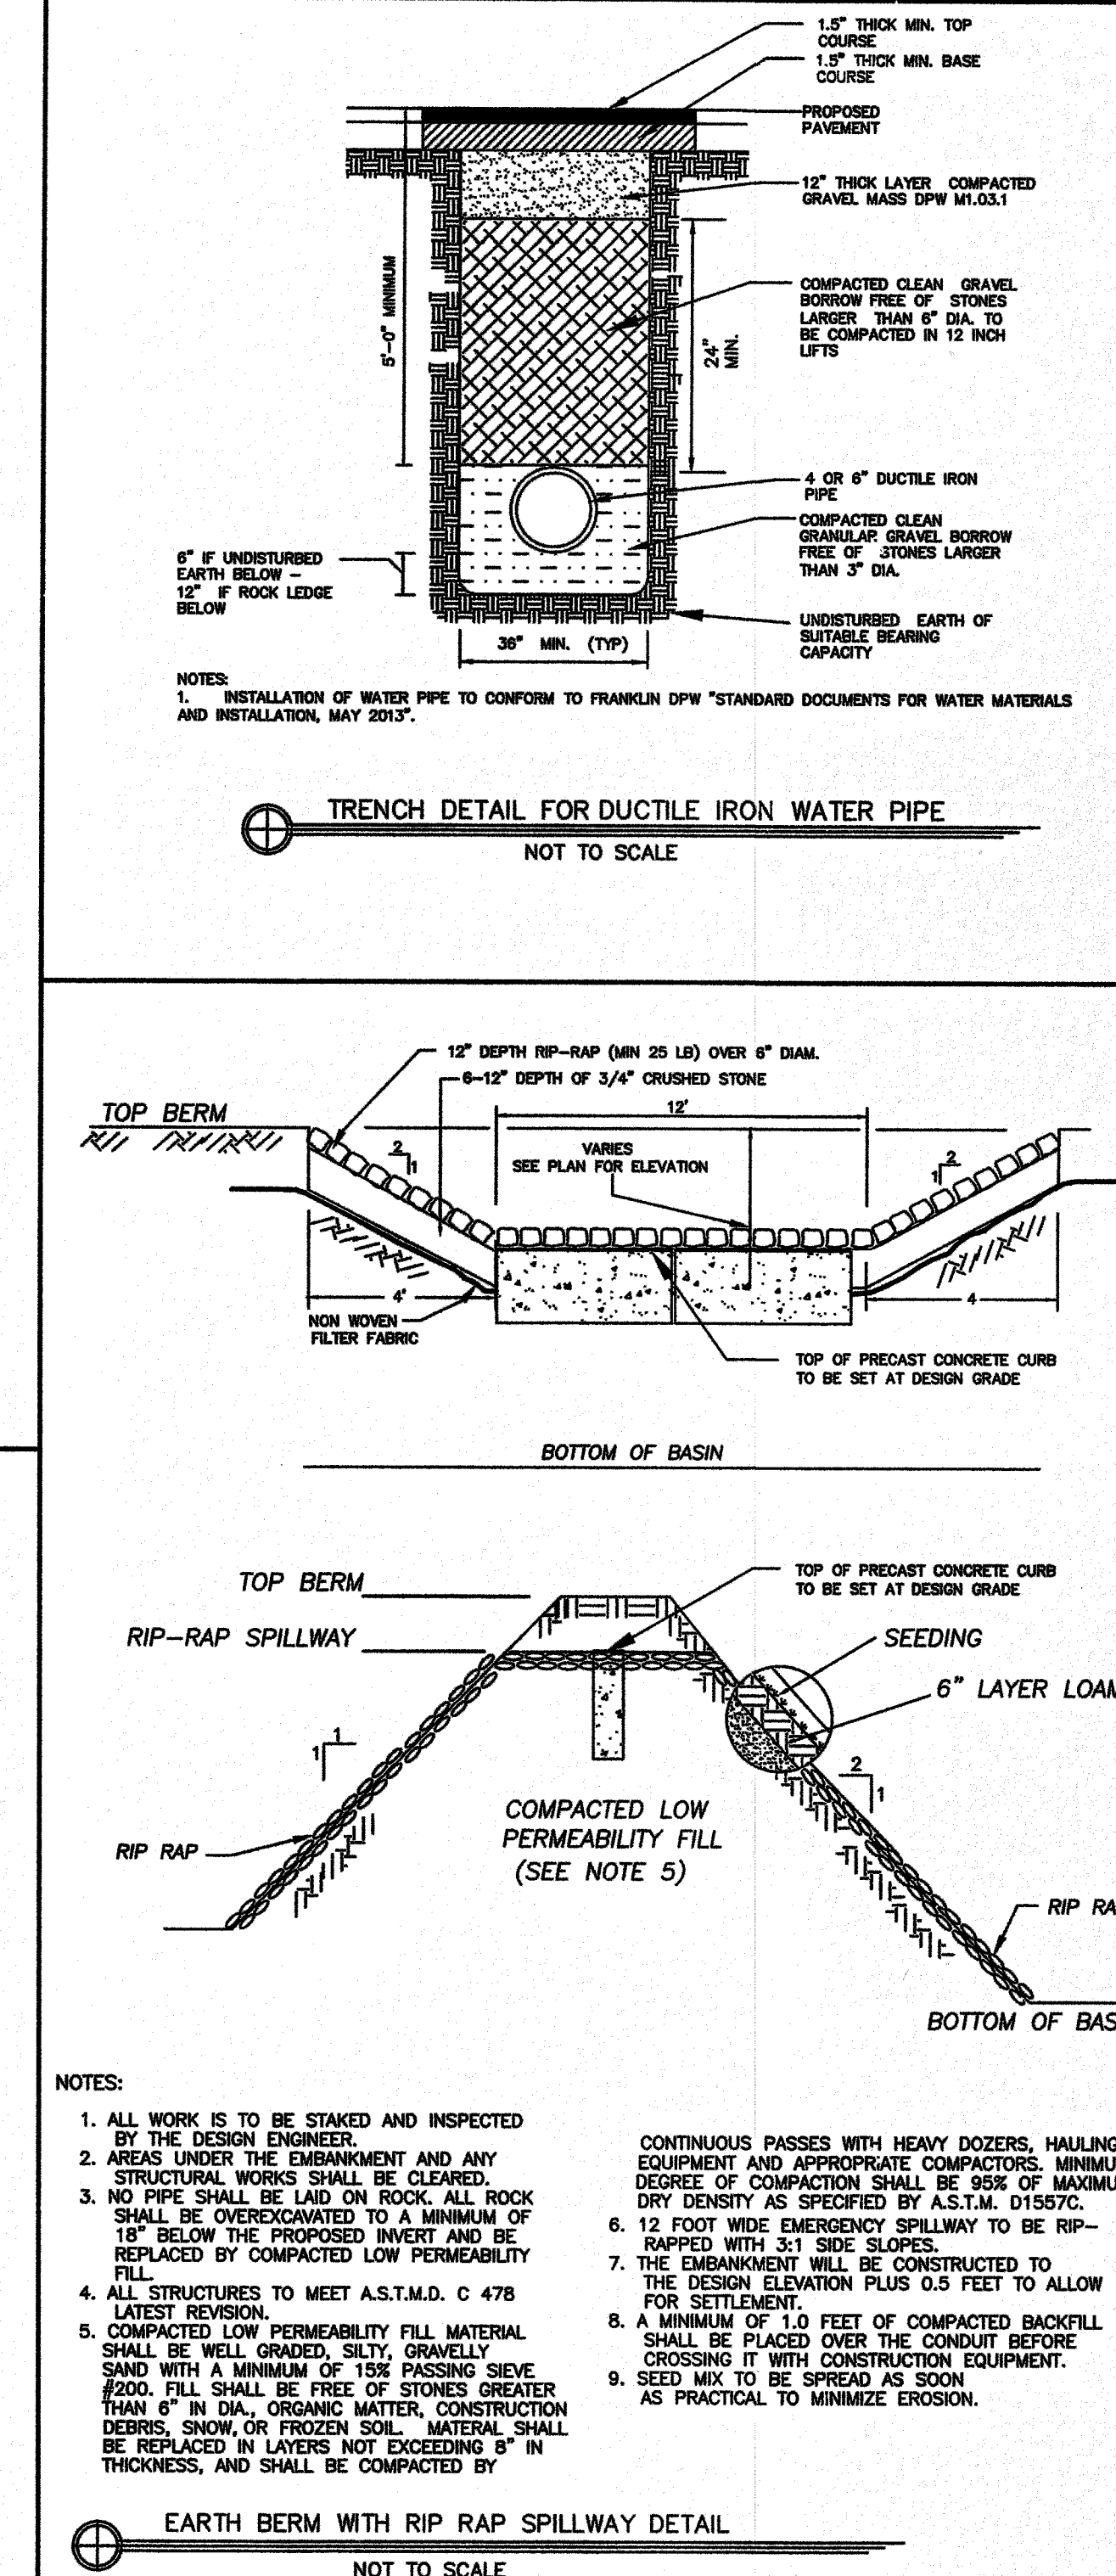 1.5" THICK MIN. TOP
COURSE
1.5" THICK MIN. BASE
COURSE
PROPOSED
PAVEMENT
12" THICK LAYER COMPACTED
GRAVEL MASS DPW M1.03.1
5'-0" MINIMUM
COMPACTED CLEAN GRAVEL
BORROW FREE OF STONES
LARGER THAN 6" DIA. TO
BE COMPACTED IN 12 INCH
LIFTS
24"
MIN.
4 OR 6" DUCTILE IRON
PIPE
COMPACTED CLEAN
GRANULAR GRAVEL BORROW
FREE OF STONES LARGER
THAN 3" DIA.
6" IF UNDISTURBED
EARTH BELOW -
12" IF ROCK LEDGE
BELOW
UNDISTURBED EARTH OF
SUITABLE BEARING
CAPACITY
36" MIN. (TYP)
NOTES:
1. INSTALLATION OF WATER PIPE TO CONFORM TO FRANKLIN DPW "STANDARD DOCUMENTS FOR WATER MATERIALS
AND INSTALLATION, MAY 2013".
TRENCH DETAIL FOR DUCTILE IRON WATER PIPE
NOT TO SCALE
12" DEPTH RIP-RAP (MIN 25 LB) OVER 6" DIAM.
6-12" DEPTH OF 3/4" CRUSHED STONE
TOP BERM
12'
2
1
VARIES
SEE PLAN FOR ELEVATION
2
1
4'
4
NON WOVEN
FILTER FABRIC
TOP OF PRECAST CONCRETE CURB
TO BE SET AT DESIGN GRADE
BOTTOM OF BASIN
TOP BERM
TOP OF PRECAST CONCRETE CURB
TO BE SET AT DESIGN GRADE
RIP-RAP SPILLWAY
SEEDING
6" LAYER LOAM
1
1
2
1
COMPACTED LOW
PERMEABILITY FILL
(SEE NOTE 5)
RIP RAP
RIP RA
BOTTOM OF BAS
NOTES:
1. ALL WORK IS TO BE STAKED AND INSPECTED
BY THE DESIGN ENGINEER.
2. AREAS UNDER THE EMBANKMENT AND ANY
STRUCTURAL WORKS SHALL BE CLEARED.
3. NO PIPE SHALL BE LAID ON ROCK. ALL ROCK
SHALL BE OVEREXCAVATED TO A MINIMUM OF
18" BELOW THE PROPOSED INVERT AND BE
REPLACED BY COMPACTED LOW PERMEABILITY
FILL.
4. ALL STRUCTURES TO MEET A.S.T.M.D. C 478
LATEST REVISION.
5. COMPACTED LOW PERMEABILITY FILL MATERIAL
SHALL BE WELL GRADED, SILTY, GRAVELLY
SAND WITH A MINIMUM OF 15% PASSING SIEVE
#200. FILL SHALL BE FREE OF STONES GREATER
THAN 6" IN DIA., ORGANIC MATTER, CONSTRUCTION
DEBRIS, SNOW, OR FROZEN SOIL. MATERAL SHALL
BE REPLACED IN LAYERS NOT EXCEEDING 8" IN
THICKNESS, AND SHALL BE COMPACTED BY
CONTINUOUS PASSES WITH HEAVY DOZERS, HAULING
EQUIPMENT AND APPROPRIATE COMPACTORS. MINIMU
DEGREE OF COMPACTION SHALL BE 95% OF MAXIMU
DRY DENSITY AS SPECIFIED BY A.S.T.M. D1557C.
6. 12 FOOT WIDE EMERGENCY SPILLWAY TO BE RIP-
RAPPED WITH 3:1 SIDE SLOPES.
7. THE EMBANKMENT WILL BE CONSTRUCTED TO
THE DESIGN ELEVATION PLUS 0.5 FEET TO ALLOW
FOR SETTLEMENT.
8. A MINIMUM OF 1.0 FEET OF COMPACTED BACKFILL
SHALL BE PLACED OVER THE CONDUIT BEFORE
CROSSING IT WITH CONSTRUCTION EQUIPMENT.
9. SEED MIX TO BE SPREAD AS SOON
AS PRACTICAL TO MINIMIZE EROSION.
EARTH BERM WITH RIP RAP SPILLWAY DETAIL
NOT TO SCALE